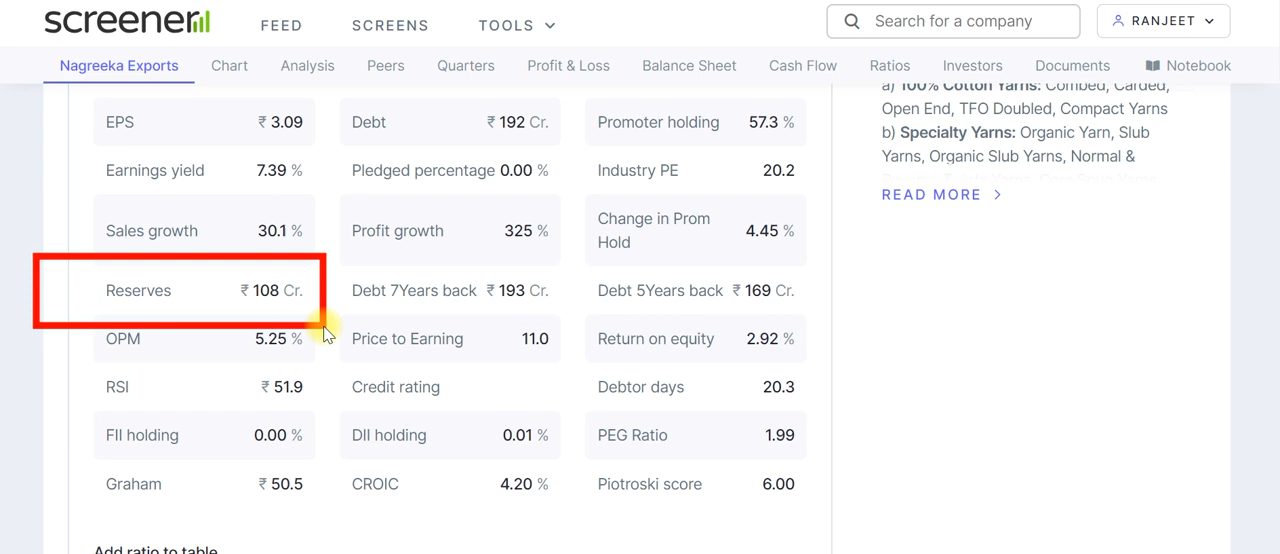 screener
FEED
SCREENS
TOOLS
Search for a company
RANJEET
Nagreeka Exports
Chart
Analysis
Peers
Quarters
Profit & Loss
Balance Sheet
Cash Flow
Ratios
Investors
Documents
Notebook
EPS ₹ 3.09
Debt ₹ 192 Cr.
Promoter holding 57.3 %
Earnings yield 7.39 %
Pledged percentage 0.00 %
Industry PE 20.2
Sales growth 30.1 %
Profit growth 325 %
Change in Prom
Hold 4.45 %
Reserves ₹ 108 Cr.
Debt 7Years back ₹ 193 Cr.
Debt 5Years back ₹ 169 Cr.
OPM 5.25 %
Price to Earning 11.0
Return on equity 2.92 %
RSI ₹ 51.9
Credit rating
Debtor days 20.3
FII holding 0.00 %
DII holding 0.01 %
PEG Ratio 1.99
Graham ₹ 50.5
CROIC 4.20 %
Piotroski score 6.00
Add ratio to table
a) 100% Cotton Yarns: Combed, Carded,
Open End, TFO Doubled, Compact Yarns
b) Specialty Yarns: Organic Yarn, Slub
Yarns, Organic Slub Yarns, Normal &
READ MORE